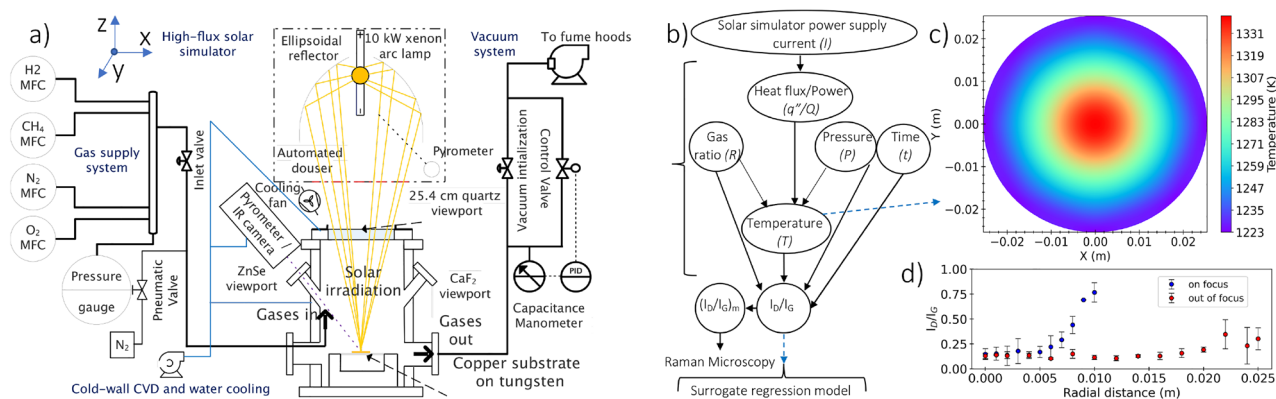 a)
Z
X
y
High-flux solar
simulator
H2
MFC
CH4
MFC
N2
MFC
O2
MFC
Gas supply
system
Inlet valve
Pressure
gauge
Pneumatic
Valve
N2
Cold-wall CVD and water cooling
Ellipsoidal
reflector
10 kW xenon
arc lamp
Automated
douser
Pyrometer
Cooling
fan
25.4 cm quartz
viewport
Pyrometer /
IR camera
ZnSe
viewport
Solar
irradiation
CaF2
viewport
Gases in
Gases
out
Copper substrate
on tungsten
Vacuum
system
To fume hoods
Vacuum intitalization
Control Valve
PID
Capacitance
Manometer
b)
Solar simulator power supply
current (I)
Heat flux/Power
(q"/Q)
Gas
ratio (R)
Pressure
(P)
Time
(t)
Temperature
(T)
(ID/IG)m
ID/IG
Raman Microscopy
Surrogate regression model
c)
0.02
0.01
0.00
−0.01
−0.02
Y (m)
−0.02
−0.01
0.00
0.01
0.02
X (m)
1331
1319
1307
1295
1283
1271
1259
1247
1235
1223
Temperature (K)
d)
1.00
0.75
0.50
0.25
0.00
ID/IG
on focus
out of focus
0.000
0.005
0.010
0.015
0.020
0.025
Radial distance (m)